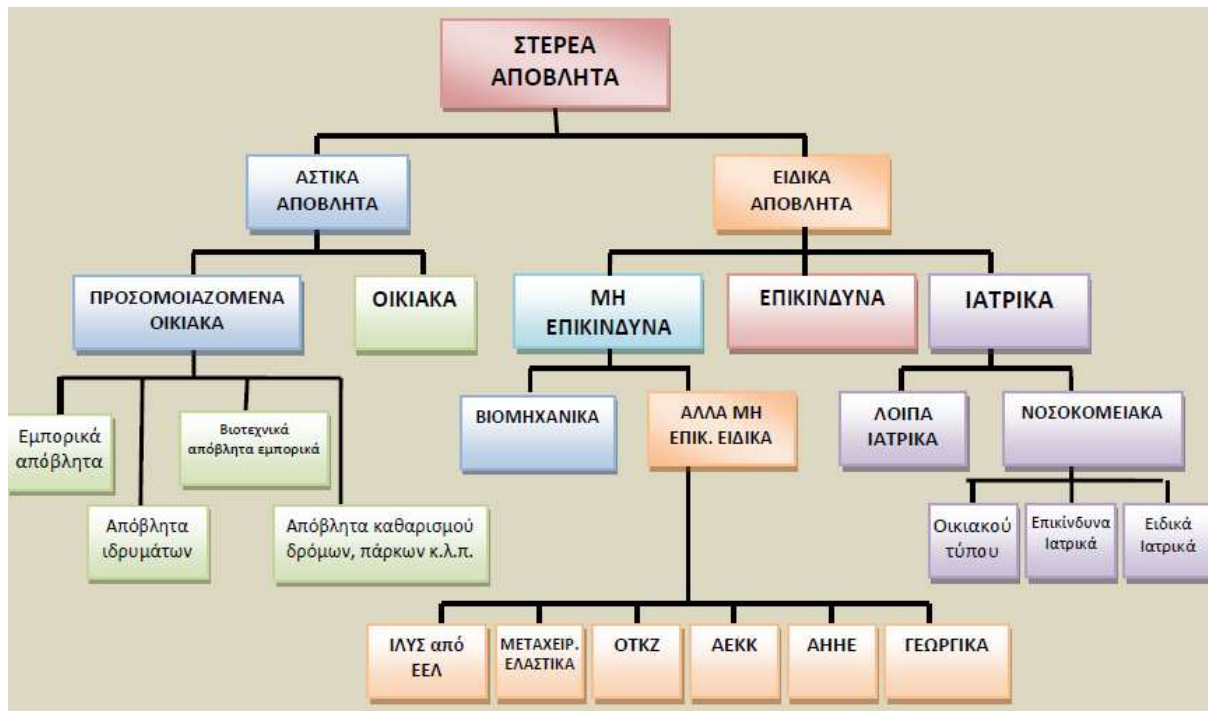 ΣΤΕΡΕΑ
ΑΠΟΒΛΗΤΑ
ΑΣΤΙΚΑ
ΑΠΟΒΛΗΤΑ
ΕΙΔΙΚΑ
ΑΠΟΒΛΗΤΑ
ΠΡΟΣΟΜΟΙΑΖΟΜΕΝΑ
ΟΙΚΙΑΚΑ
ΟΙΚΙΑΚΑ
ΜΗ
ΕΠΙΚΙΝΔΥΝΑ
ΕΠΙΚΙΝΔΥΝΑ
ΙΑΤΡΙΚΑ
Εμπορικά
απόβλητα
Βιοτεχνικά
απόβλητα εμπορικά
Απόβλητα
ιδρυμάτων
Απόβλητα καθαρισμού
δρόμων, πάρκων κ.λ.π.
ΒΙΟΜΗΧΑΝΙΚΑ
ΑΛΛΑ ΜΗ
ΕΠΙΚ. ΕΙΔΙΚΑ
ΛΟΙΠΑ
ΙΑΤΡΙΚΑ
ΝΟΣΟΚΟΜΕΙΑΚΑ
Οικιακού
τύπου
Επικίνδυνα
Ιατρικά
Ειδικά
Ιατρικά
ΙΛΥΣ από
ΕΕΛ
ΜΕΤΑΧΕΙΡ.
ΕΛΑΣΤΙΚΑ
ΟΤΚΖ
ΑΕΚΚ
ΑΗΗΕ
ΓΕΩΡΓΙΚΑ